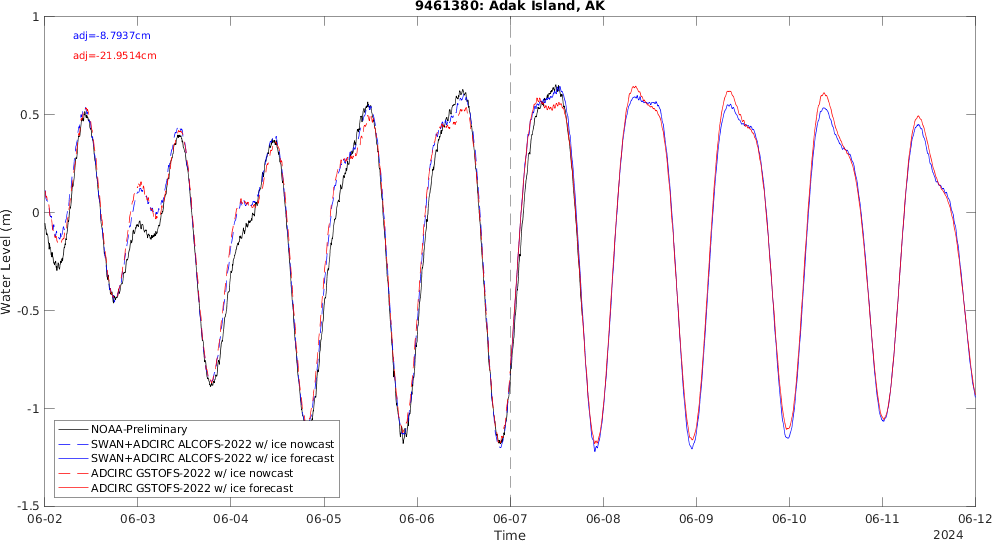 9461380: Adak Island, AK
adj=-8.7937cm
adj=-21.9514cm
Water Level (m)
1
0.5
0
-0.5
-1
-1.5
NOAA-Preliminary
SWAN+ADCIRC ALCOFS-2022 w/ ice nowcast
SWAN+ADCIRC ALCOFS-2022 w/ ice forecast
ADCIRC GSTOFS-2022 w/ ice nowcast
ADCIRC GSTOFS-2022 w/ ice forecast
06-02 06-03 06-04 06-05 06-06 06-07 06-08 06-09 06-10 06-11 06-12
Time
2024